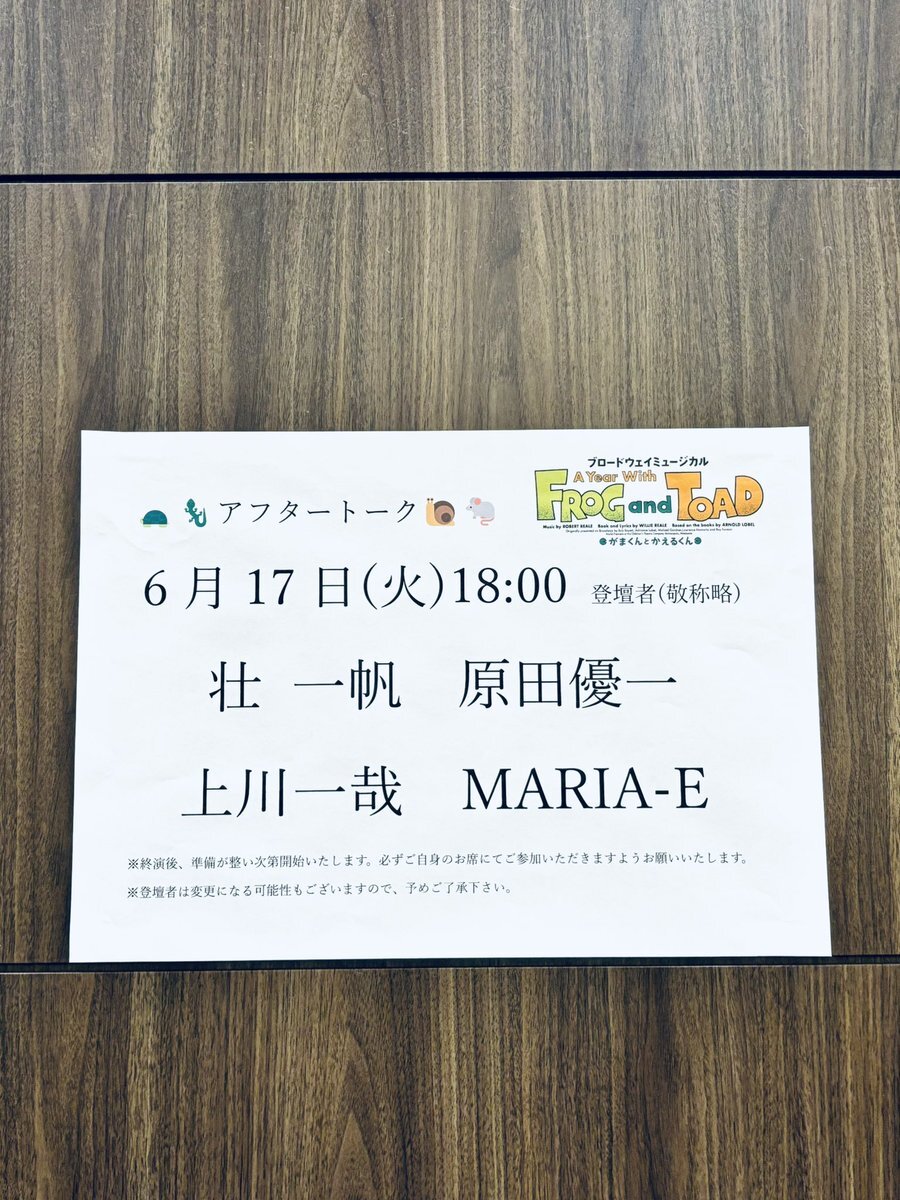 ブロードウェイミュージカル
A Year With
FROG and TOAD
Music by ROBERT REALE Book and Lyrics by WILLIE REALE Based on the books by ARNOLD LOBEL
がまくんとかえるくん
アフタートーク
6月17日(火)18:00 登壇者(敬称略)
壮 一帆 原田優一
上川一哉 MARIA-E
※終演後、準備が整い次第開始いたします。必ずご自身のお席にてご参加いただきますようお願いいたします。
※登壇者は変更になる可能性もございますので、予めご了承下さい。